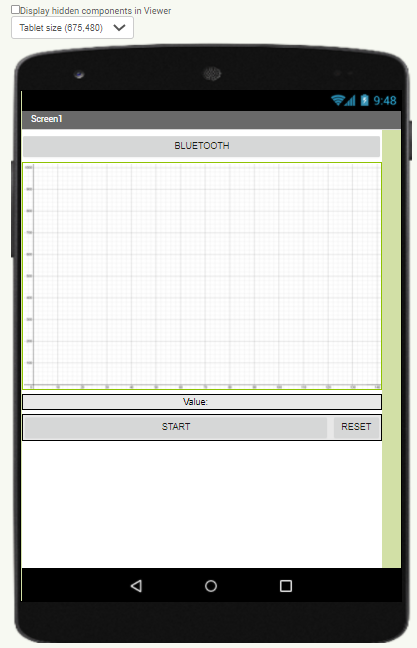 Display hidden components in Viewer
Tablet size (675,480)
9:48
Screen1
BLUETOOTH
Value:
START
RESET